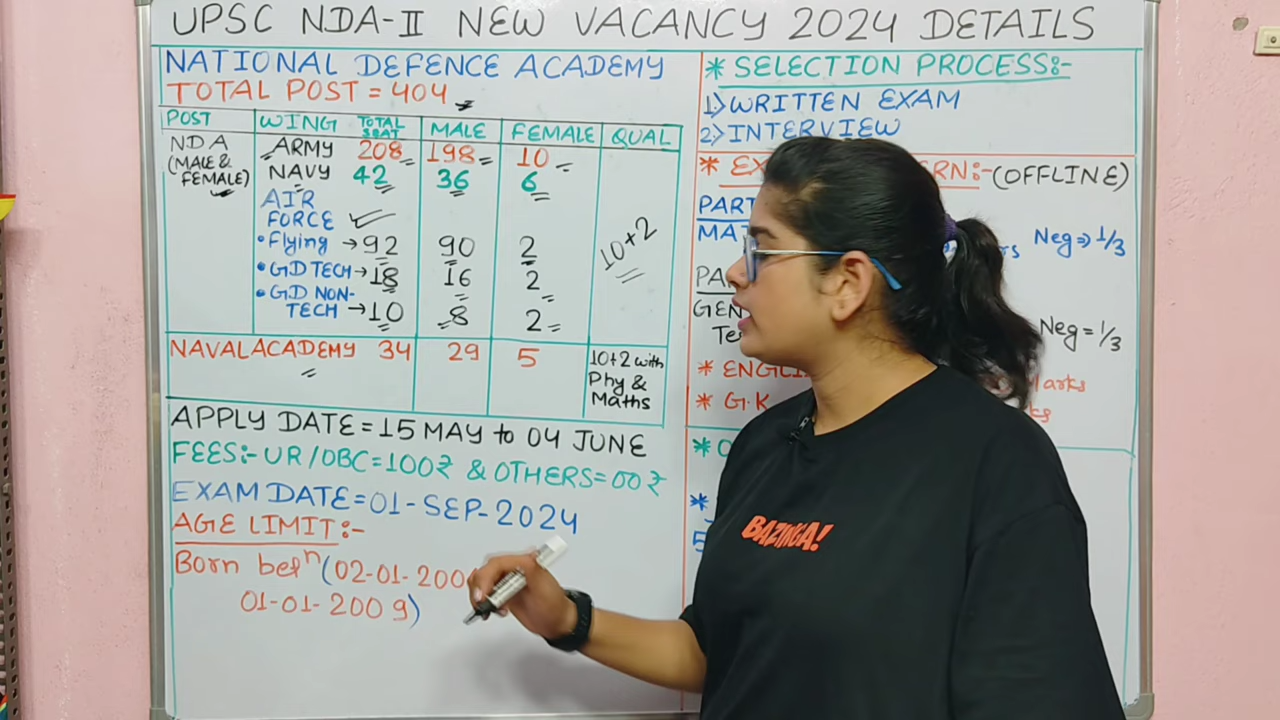 UPSC NDA-II NEW VACANCY 2024 DETAILS
NATIONAL DEFENCE ACADEMY
TOTAL POST = 404
POST WING TOTAL SEAT MALE FEMALE QUAL
NDA (MALE & FEMALE)
ARMY 208 198 10
NAVY 42 36 6
AIR FORCE
• Flying → 92 90 2
• GD TECH → 18 16 2
• GD NON-TECH → 10 8 2
10+2
NAVAL ACADEMY 34 29 5 10+2 with Phy & Maths
APPLY DATE = 15 MAY to 04 JUNE
FEES:- UR/OBC = 100₹ & OTHERS = 00₹
EXAM DATE = 01-SEP-2024
AGE LIMIT:-
Born betn (02-01-200
01-01-2009)
* SELECTION PROCESS:-
1) WRITTEN EXAM
2) INTERVIEW
(OFFLINE)
Neg => 1/3
Neg = 1/3
* G.K
BAZINGA!